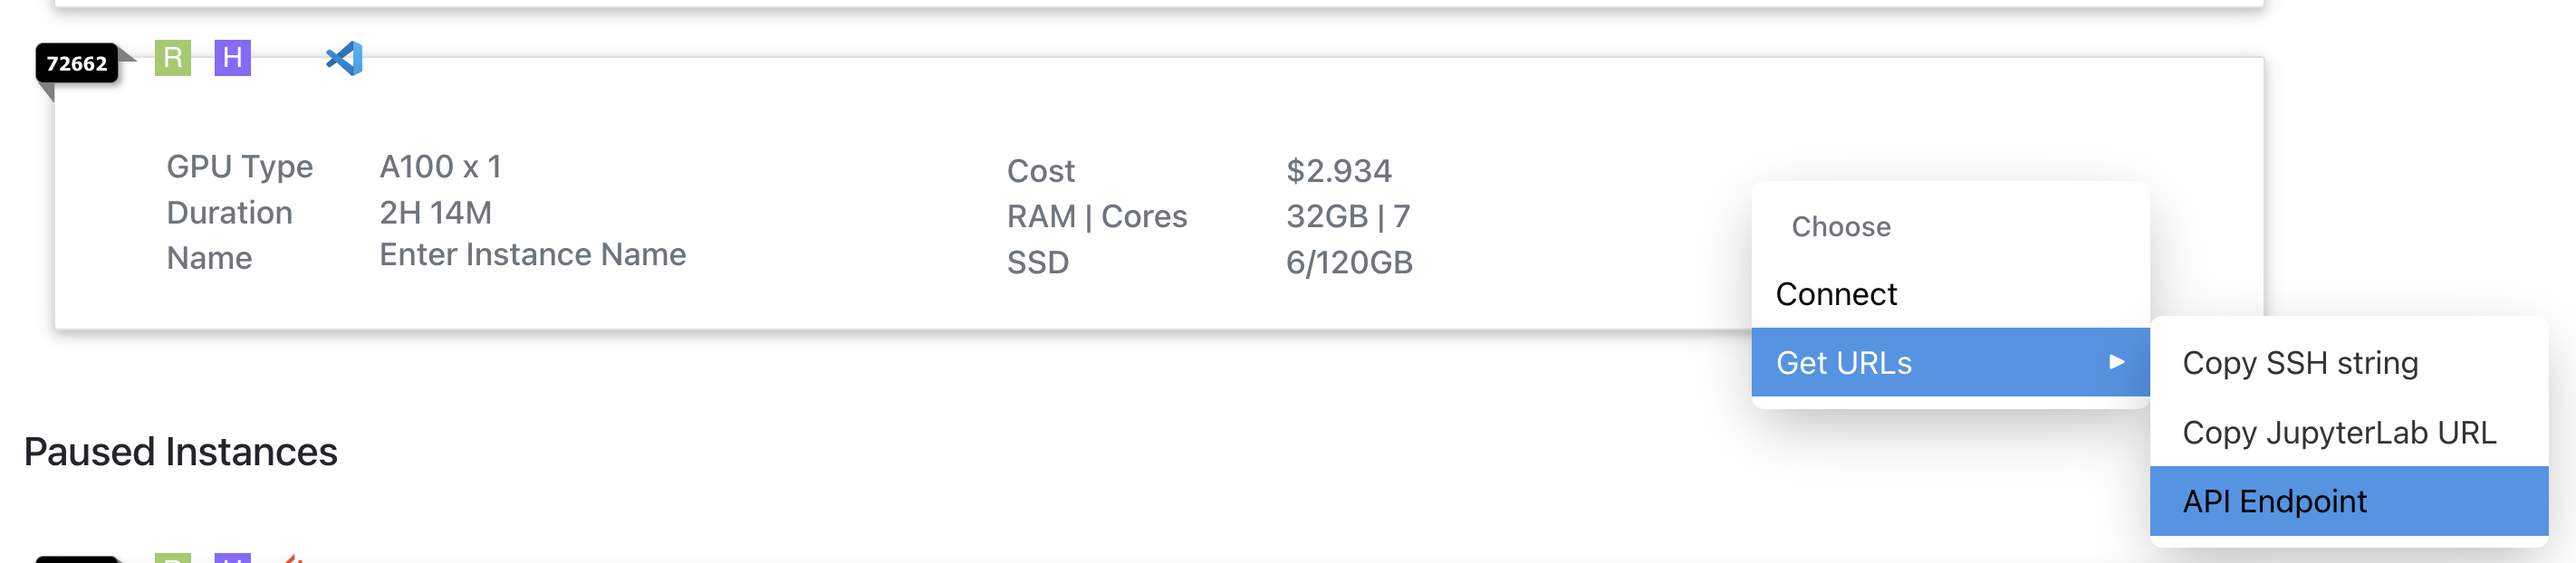 72662
R H
GPU Type A100 x 1
Duration 2H 14M
Name Enter Instance Name
Cost $2.934
RAM | Cores 32GB | 7
SSD 6/120GB
Choose
Connect
Get URLs
Copy SSH string
Copy JupyterLab URL
API Endpoint
Paused Instances